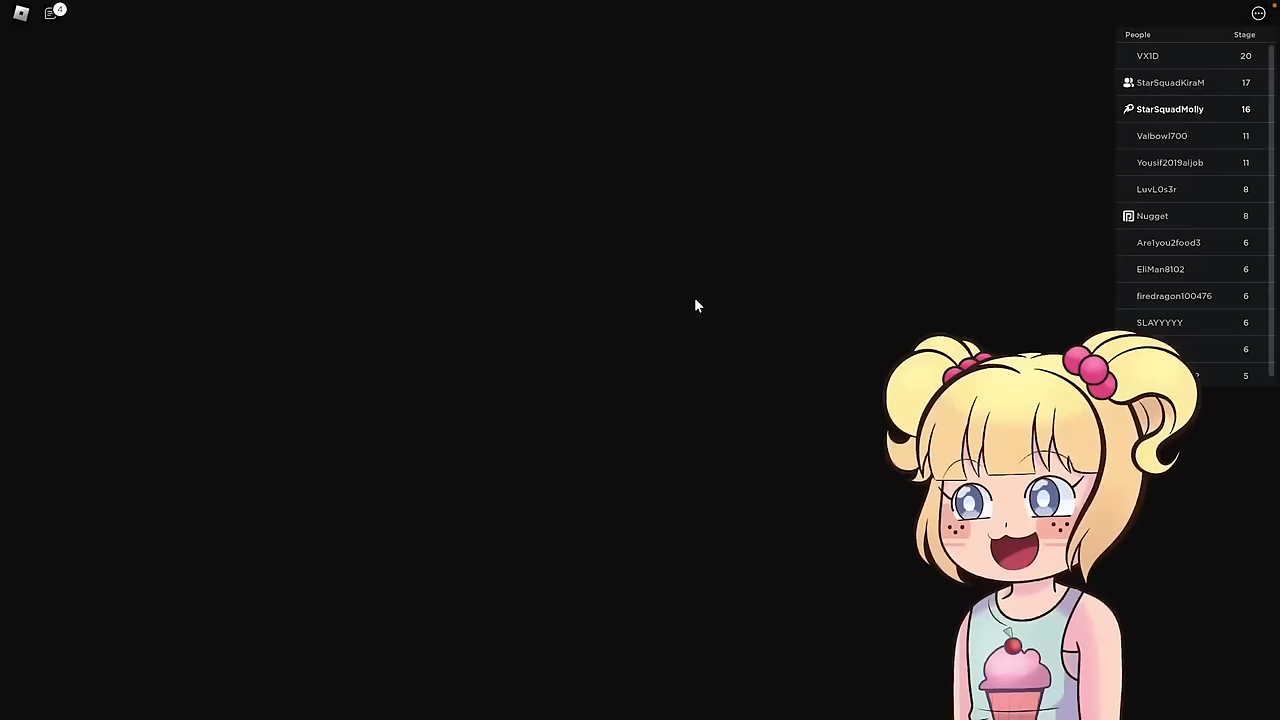 4
People Stage
VX1D 20
StarSquadKiraM 17
StarSquadMolly 16
Valbowl700 11
Yousif2019aljob 11
LuvL0s3r 8
Nugget 8
Are1you2food3 6
EliMan8102 6
firedragon100476 6
SLAYYYYY 6
6
5